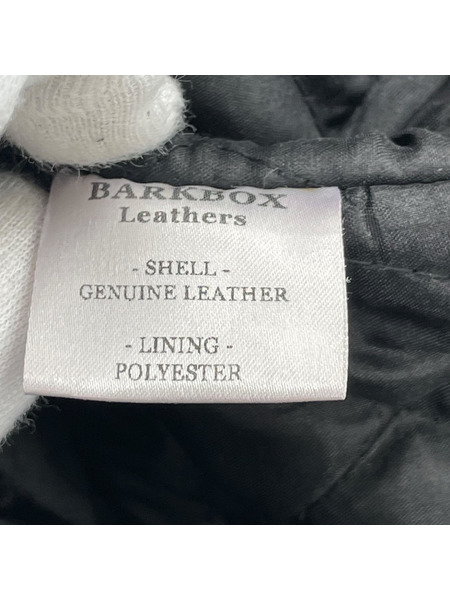 BARKBOX
Leathers
- SHELL -
GENUINE LEATHER
- LINING -
POLYESTER